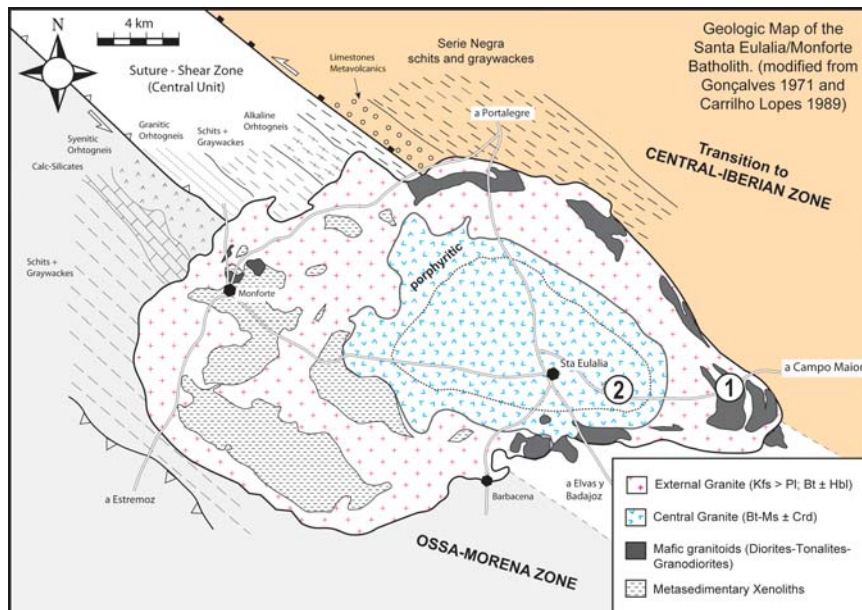 N
4 km
Geologic Map of the
Santa Eulalia/Monforte
Batholith. (modified from
Gonçalves 1971 and
Carrilho Lopes 1989)
Serie Negra
schits and graywackes
Limestones
Metavolcanics
Suture - Shear Zone
(Central Unit)
Alkaline
Orhtogneis
Granitic
Orhtogneis
Schits +
Graywackes
Syenitic
Orhtogneis
Calc-Silicates
a Portalegre
Transition to
CENTRAL-IBERIAN ZONE
porphyritic
Schits +
Graywackes
Monforte
Sta Eulalia
a Campo Maior
1
2
a Estremoz
Barbacena
a Elvas y
Badajoz
OSSA-MORENA ZONE
External Granite (Kfs > Pl; Bt ± Hbl)
Central Granite (Bt-Ms ± Crd)
Mafic granitoids (Diorites-Tonalites-
Granodiorites)
Metasedimentary Xenoliths